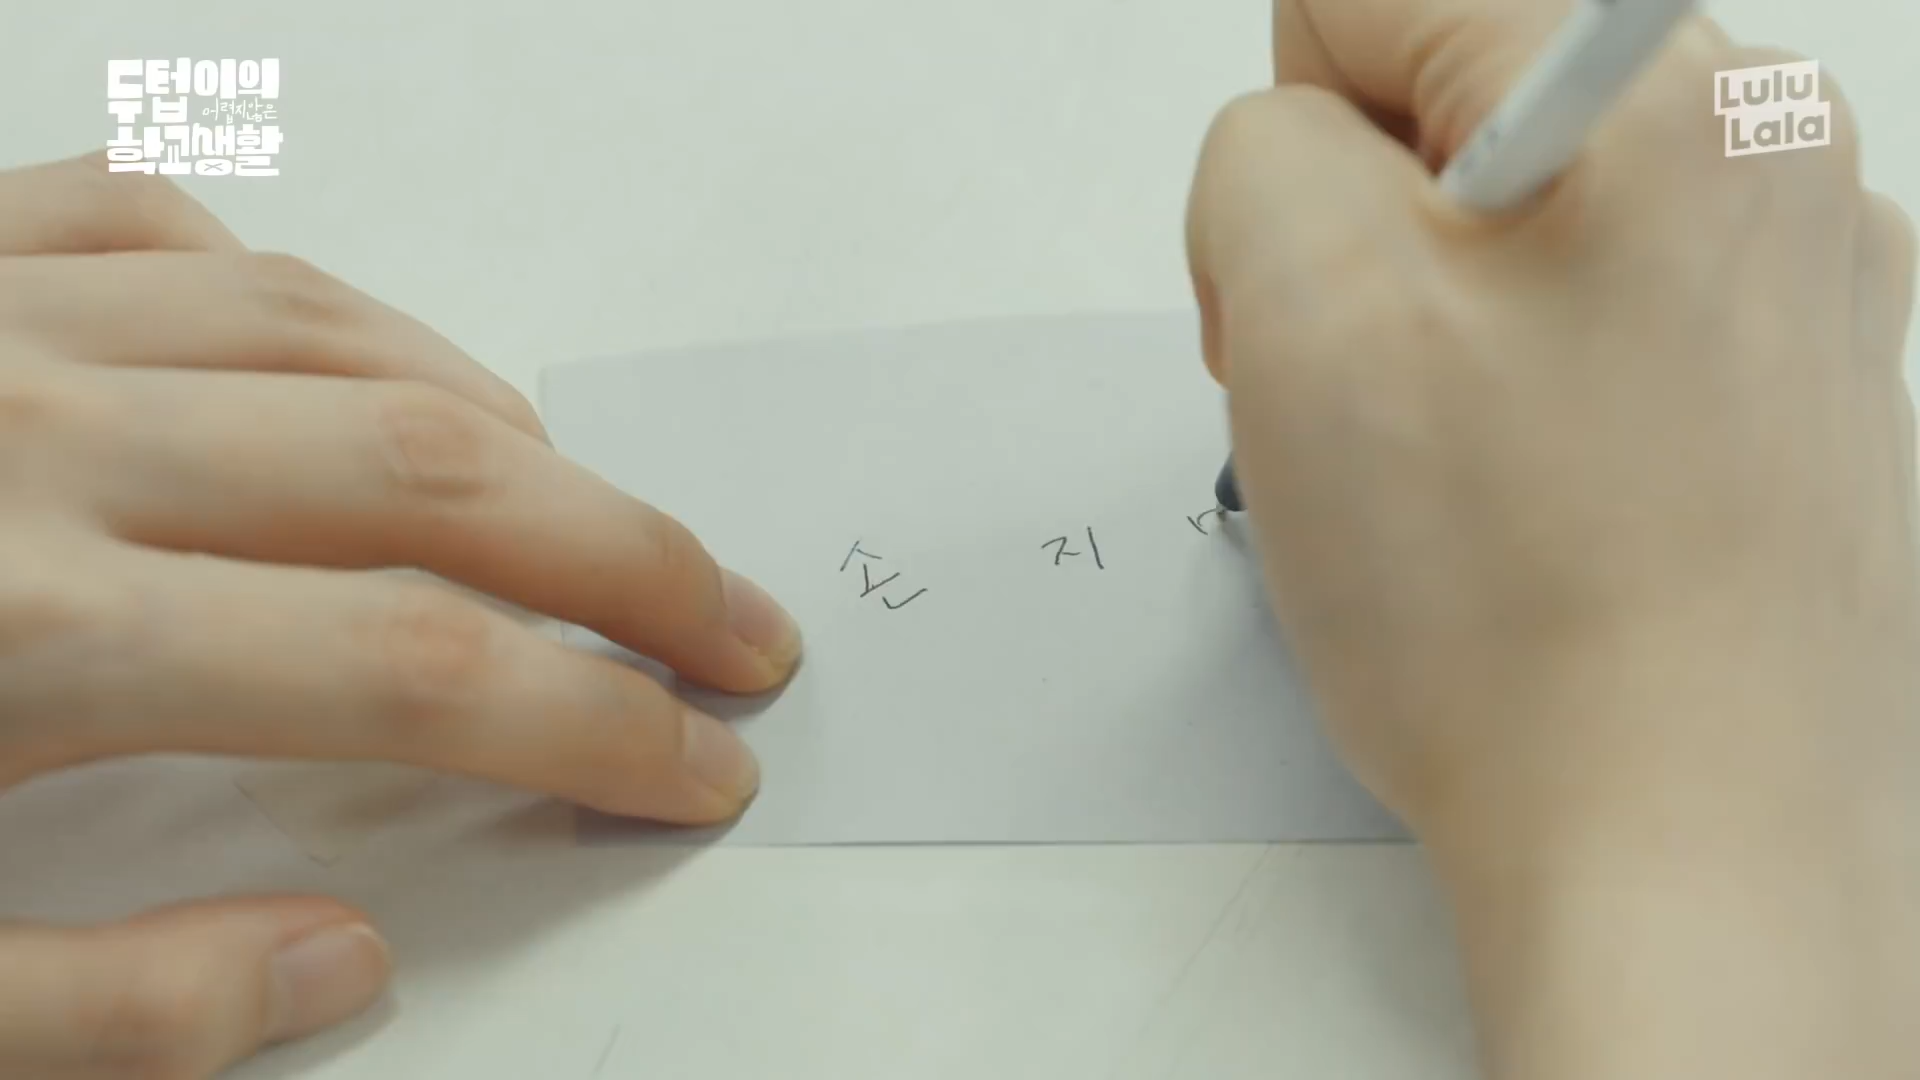 두텁이의
어렵지않은
학교생활
Lulu
Lala
손 지